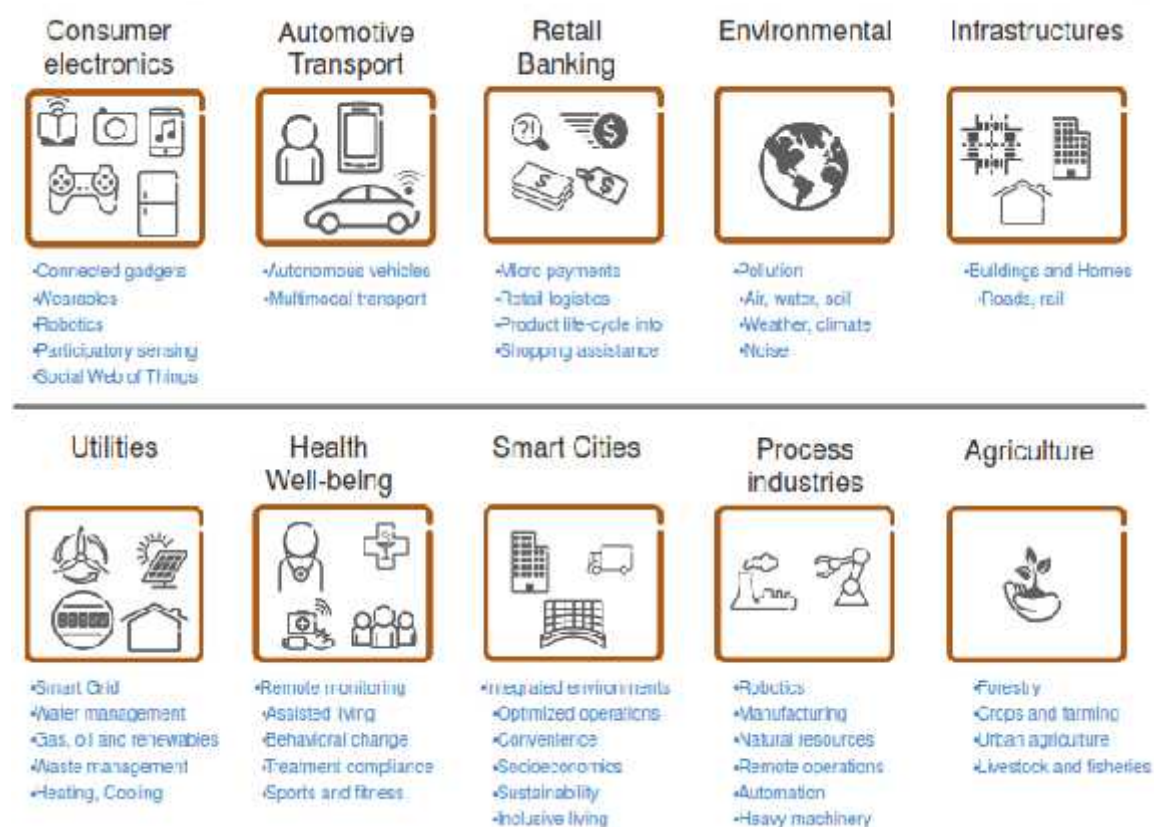 Consumer
electronics
Automotive
Transport
Retail
Banking
Environmental
Infrastructures
?!
$
$
$
•Connected gadgets
•Wearables
•Robotics
•Participatory sensing
•Social Web of Things
•Autonomous vehicles
•Multimodal transport
•Micro payments
•Retail logistics
•Product life-cycle info
•Shopping assistance
•Pollution
•Air, water, soil
•Weather, climate
•Noise
•Buildings and Homes
•Roads, rail
Utilities
Health
Well-being
Smart Cities
Process
industries
Agriculture
•Smart Grid
•Water management
•Gas, oil and renewables
•Waste management
•Heating, Cooling
•Remote monitoring
•Assisted living
•Behavioral change
•Treatment compliance
•Sports and fitness
•Integrated environments
•Optimized operations
•Convenience
•Socioeconomics
•Sustainability
•Inclusive living
•Robotics
•Manufacturing
•Natural resources
•Remote operations
•Automation
•Heavy machinery
•Forestry
•Crops and farming
•Urban agriculture
•Livestock and fisheries